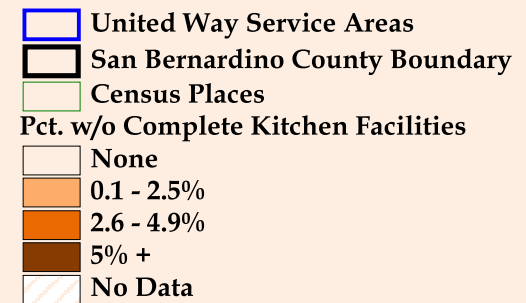 United Way Service Areas
San Bernardino County Boundary
Census Places
Pct. w/o Complete Kitchen Facilities
None
0.1 - 2.5%
2.6 - 4.9%
5% +
No Data